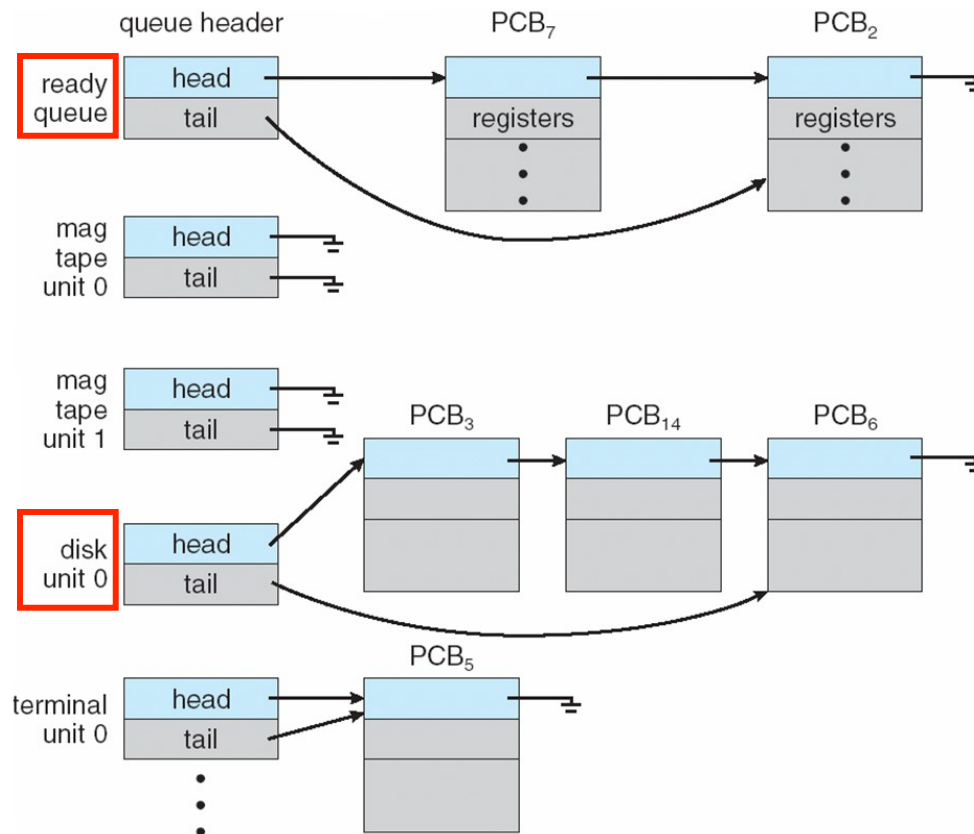 queue header
PCB₇
PCB₂
ready
queue
head
tail
registers
registers
mag
tape
unit 0
head
tail
mag
tape
unit 1
head
tail
PCB₃
PCB₁₄
PCB₆
disk
unit 0
head
tail
PCB₅
terminal
unit 0
head
tail